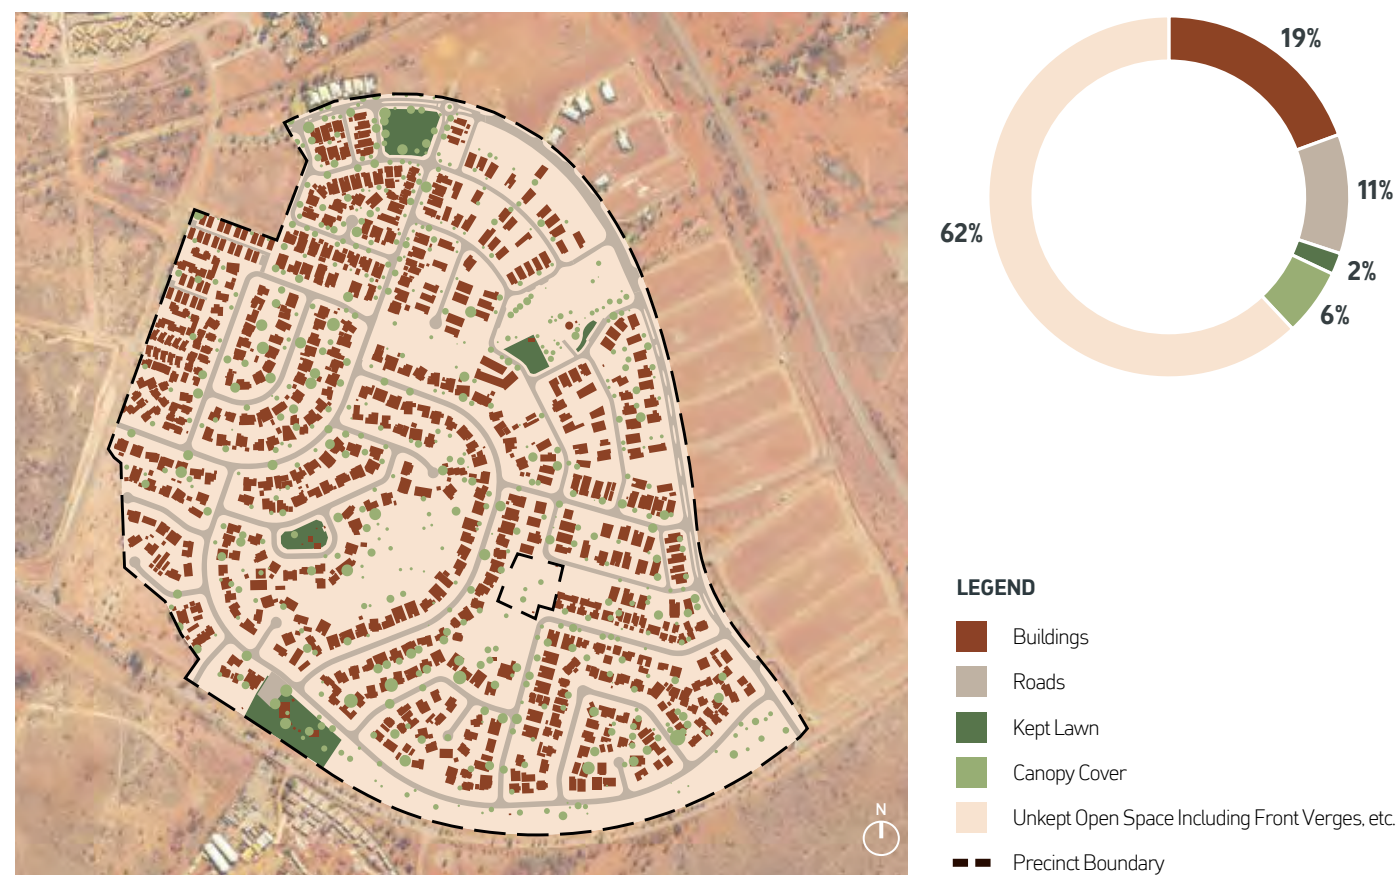 19%
11%
62%
2%
6%
LEGEND
Buildings
Roads
Kept Lawn
Canopy Cover
Unkept Open Space Including Front Verges, etc.
N
Precinct Boundary